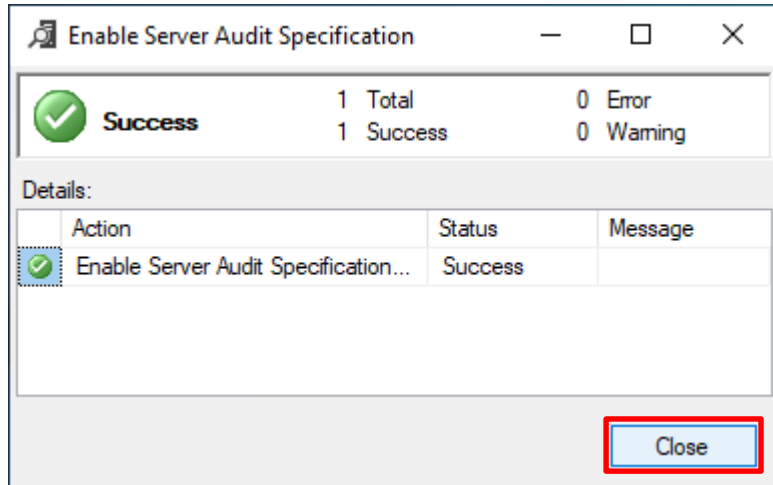 Enable Server Audit Specification
Success 1 Total 0 Error
1 Success 0 Warning
Details:
Action Status Message
Enable Server Audit Specification... Success
Close